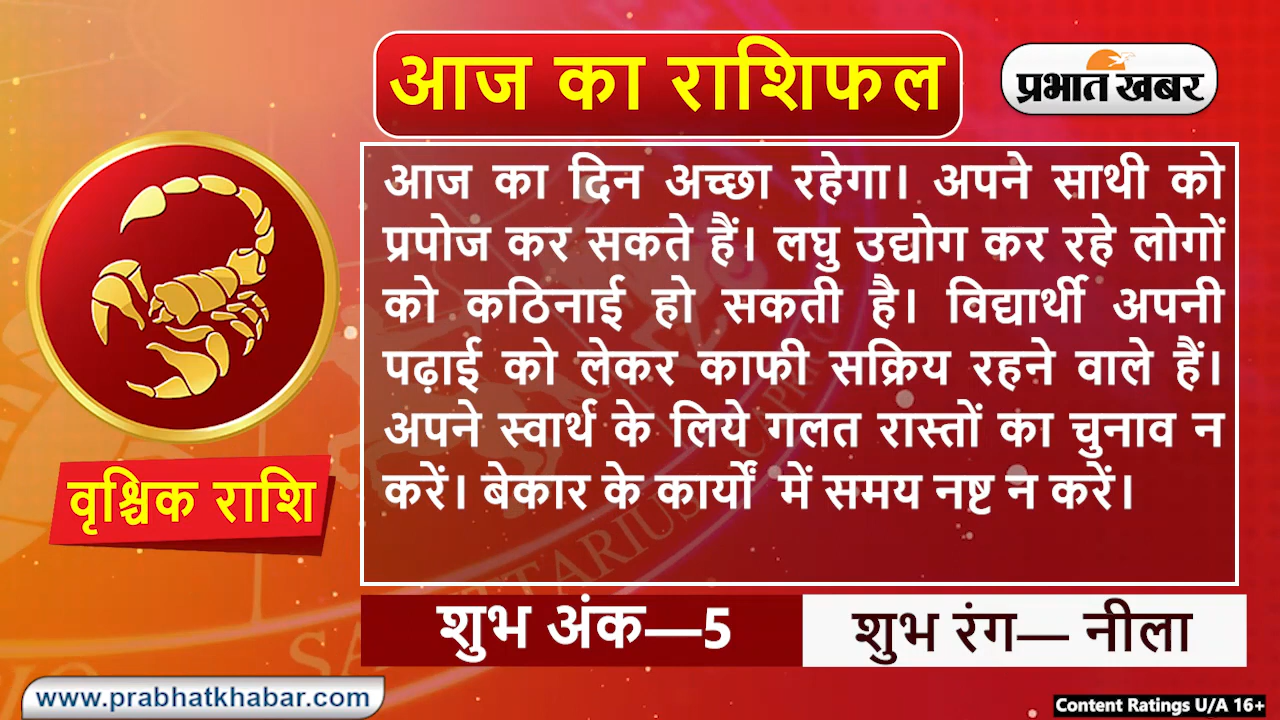 आज का राशिफल
प्रभात खबर
आज का दिन अच्छा रहेगा। अपने साथी को
प्रपोज कर सकते हैं। लघु उद्योग कर रहे लोगों
को कठिनाई हो सकती है। विद्यार्थी अपनी
पढ़ाई को लेकर काफी सक्रिय रहने वाले हैं।
अपने स्वार्थ के लिये गलत रास्तों का चुनाव न
करें। बेकार के कार्यों में समय नष्ट न करें।
वृश्चिक राशि
शुभ अंक—5
शुभ रंग— नीला
www.prabhatkhabar.com
Content Ratings U/A 16+